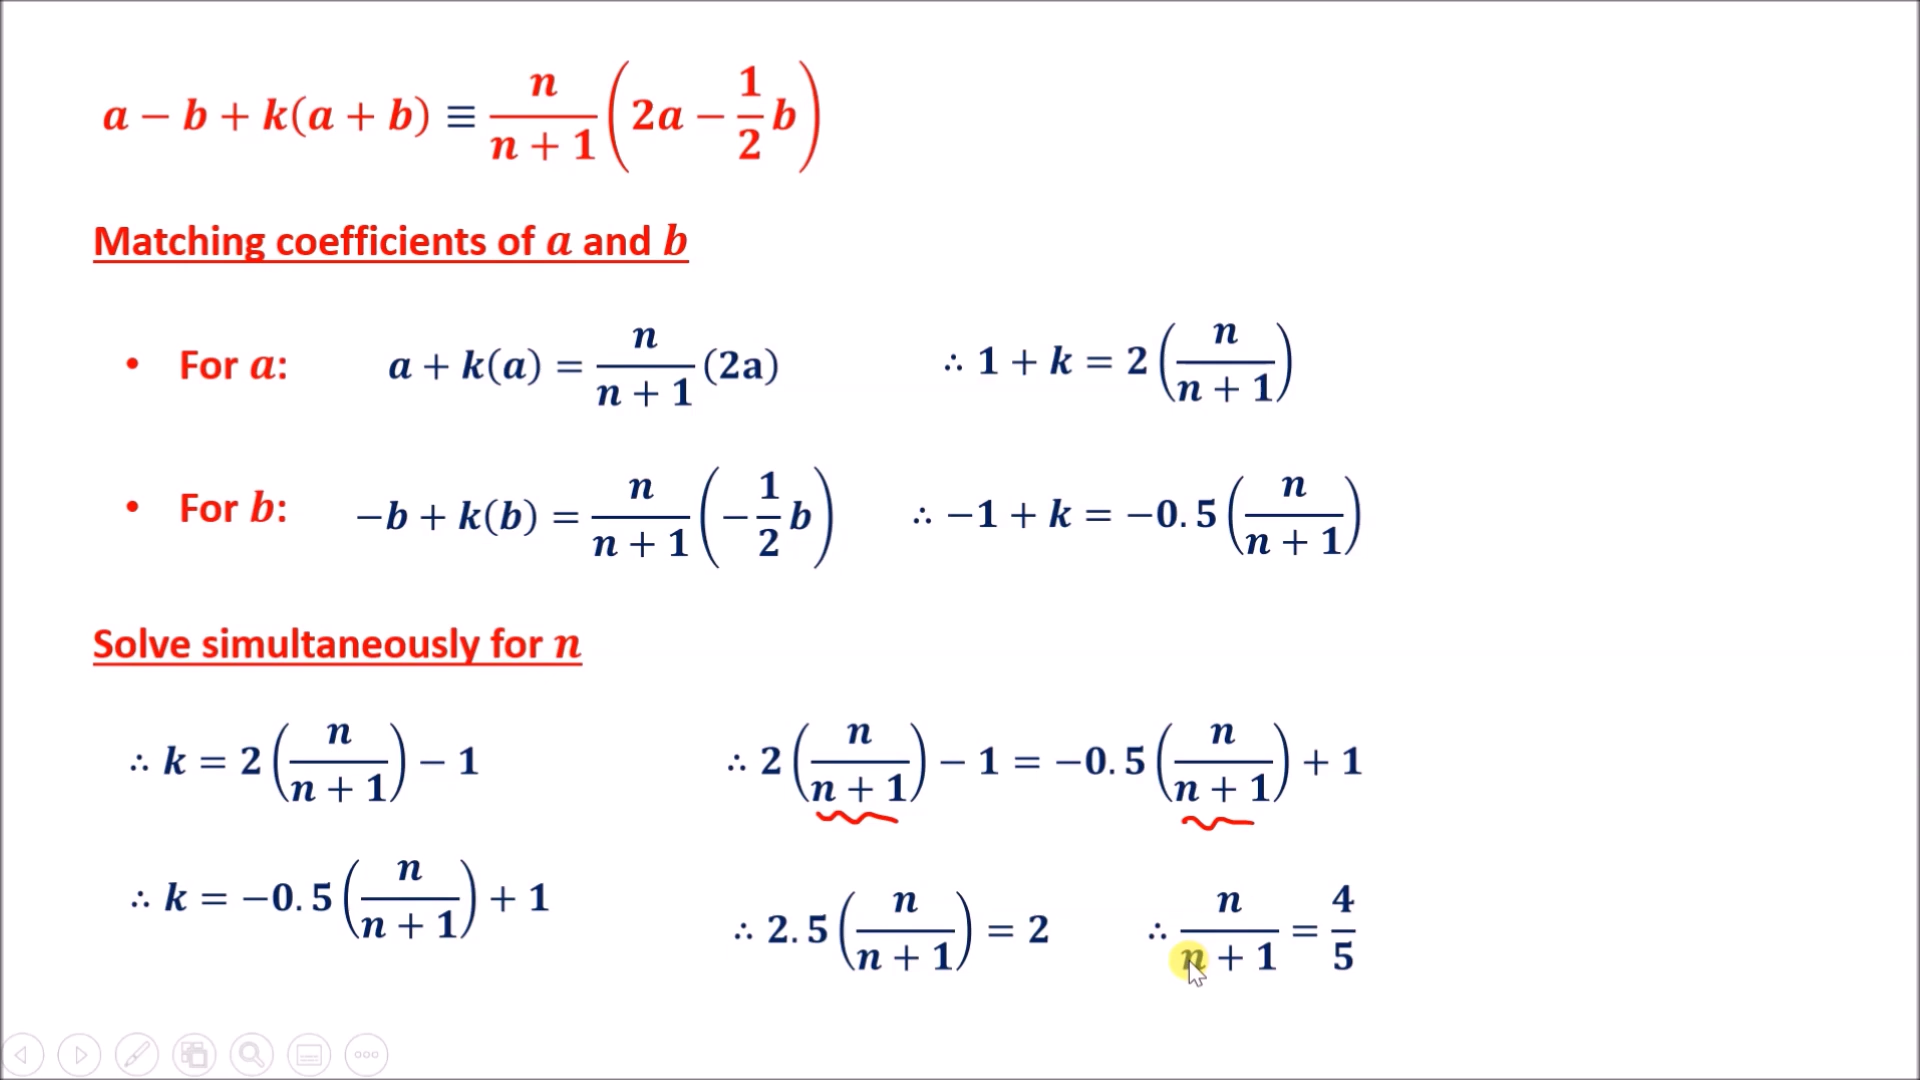 a − b + k(a + b) ≡ n/(n + 1) (2a − 1/2 b)
Matching coefficients of a and b
• For a: a + k(a) = n/(n + 1) (2a) ∴ 1 + k = 2(n/(n + 1))
• For b: −b + k(b) = n/(n + 1) (−1/2 b) ∴ −1 + k = −0.5(n/(n + 1))
Solve simultaneously for n
∴ k = 2(n/(n + 1)) − 1 ∴ 2(n/(n + 1)) − 1 = −0.5(n/(n + 1)) + 1
∴ k = −0.5(n/(n + 1)) + 1 ∴ 2.5(n/(n + 1)) = 2 ∴ n/(n + 1) = 4/5